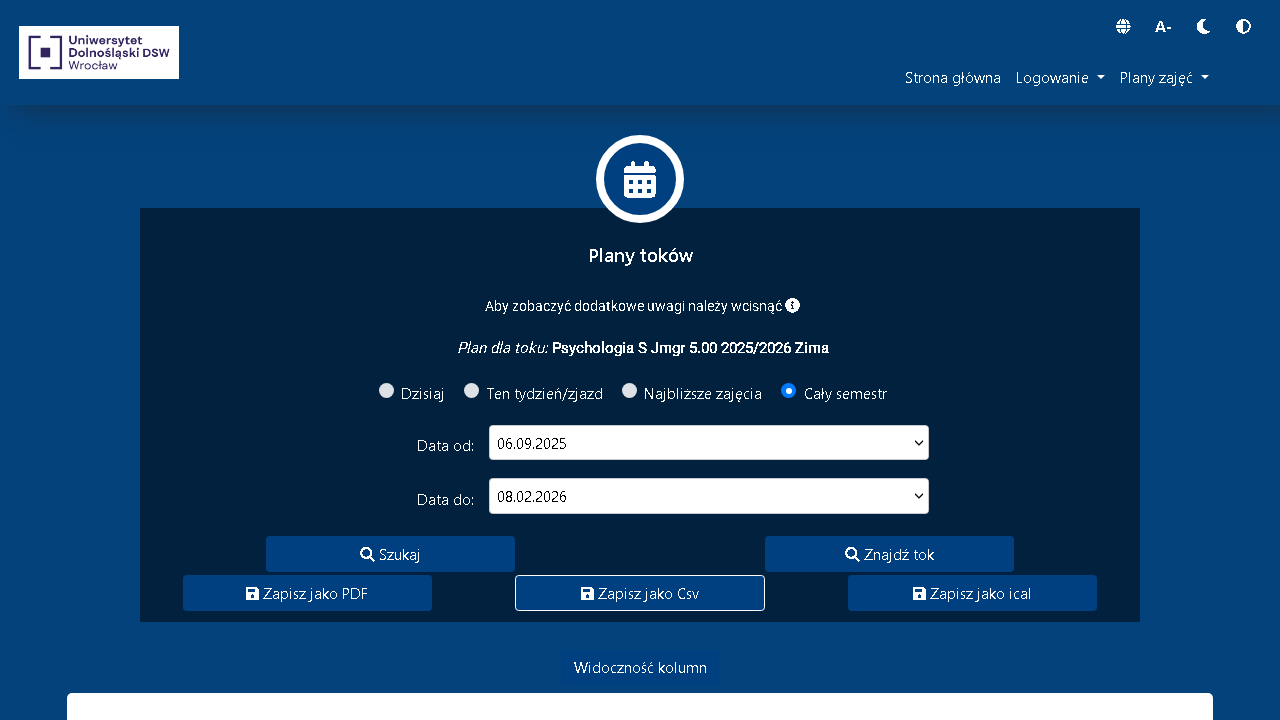 Uniwersytet
Dolnośląski DSW
Wrocław
A-
Strona główna Logowanie Plany zajęć
Plany toków
Aby zobaczyć dodatkowe uwagi należy wcisnąć
Plan dla toku: Psychologia S Jmgr 5.00 2025/2026 Zima
Dzisiaj Ten tydzień/zjazd Najbliższe zajęcia Cały semestr
Data od: 06.09.2025
Data do: 08.02.2026
Szukaj Znajdź tok
Zapisz jako PDF Zapisz jako Csv Zapisz jako ical
Widoczność kolumn